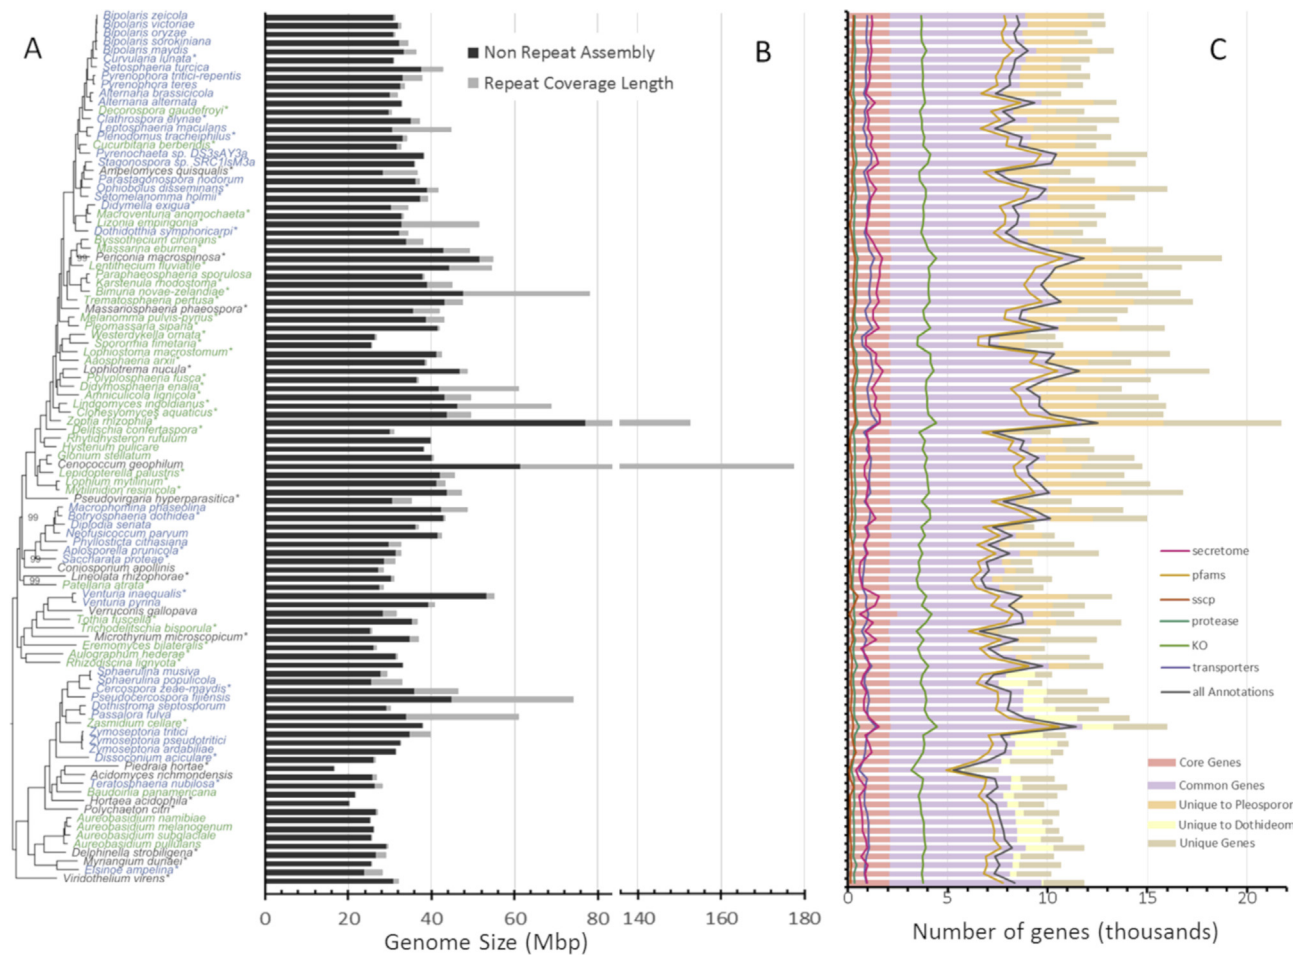 A
Bipolaris zeicola
Bipolaris victoriae
Bipolaris oryzae
Bipolaris sorokiniana
Bipolaris maydis
Curvularia lunata*
Setosphaeria turcica
Pyrenophora tritici-repentis
Pyrenophora teres
Alternaria brassicicola
Alternaria alternata
Decorospora gaudefroyi*
Clathrospora elynae*
Leptosphaeria maculans
Plenodomus tracheiphilus*
Cucurbitaria berberidis*
Pyrenochaeta sp. DS3sAY3a
Stagonospora sp. SRC1lsM3a
Ampelomyces quisqualis*
Parastagonospora nodorum
Ophiobolus disseminans*
Setomelanomma holmii*
Didymella exigua*
Macroventuria anomochaeta*
Lizonia empirigonia*
Dothidotthia symphoricarpi*
Byssothecium circinans*
Massarina eburnea*
99
Periconia macrospinosa*
Lentithecium fluviatile*
Paraphaeosphaeria sporulosa
Karstenula rhodostoma*
Bimuria novae-zelandiae*
Trematosphaeria pertusa*
Massariosphaeria phaeospora*
Melanomma pulvis-pyrius*
Pleomassaria siparia*
Westerdykella ornata*
Sporormia fimetaria*
Lophiostoma macrostomum*
Aaosphaeria arxii*
Lophiotrema nucula*
Polyplosphaeria fusca*
Didymosphaeria enalia*
Amniculicola lignicola*
Lindgomyces ingoldianus*
Clohesyomyces aquaticus*
Zopfia rhizophila*
Delitschia confertaspora*
Rhytidhysteron rufulum
Hysterium pulicare
Glonium stellatum
Cenococcum geophilum
Lepidopterella palustris*
Lophium mytilinum*
Mytilinidion resinicola*
Pseudovirgaria hyperparasitica*
Macrophomina phaseolina
99
Botryosphaeria dothidea*
Diplodia seriata
Neofusicoccum parvum
Phyllosticta citriasiana
Aplosporella prunicola*
99
Saccharata proteae*
Coniosporium apollinis
Lineolata rhizophorae*
99
Patellaria atrata*
Venturia inaequalis*
Venturia pyrina
Verruconis gallopava
Tothia fuscella*
Trichodelitschia bisporula*
Microthyrium microscopicum*
Eremomyces bilateralis*
Aulographum hederae*
Rhizodiscina lignyota*
Sphaerulina musiva
Sphaerulina populicola
Cercospora zeae-maydis*
Pseudocercospora fijiensis
Dothistroma septosporum
Passalora fulva
Zasmidium cellare*
Zymoseptoria tritici
Zymoseptoria pseudotritici
Zymoseptoria ardabiliae
Dissoconium aciculare*
Piedraia hortae*
Acidomyces richmondensis
Teratosphaeria nubilosa*
Baudoinia panamericana
Hortaea acidophila*
Polychaeton citri*
Aureobasidium namibiae
Aureobasidium melanogenum
Aureobasidium subglaciale
Aureobasidium pullulans
Delphinella strobiligena*
Myriangium duriaei*
Elsinoe ampelina*
Viridothelium virens*
Non Repeat Assembly
Repeat Coverage Length
B
0 20 40 60 80 140 160 180
Genome Size (Mbp)
C
secretome
pfams
sscp
protease
KO
transporters
all Annotations
Core Genes
Common Genes
Unique to Pleospor
Unique to Dothideom
Unique Genes
0 5 10 15 20
Number of genes (thousands)